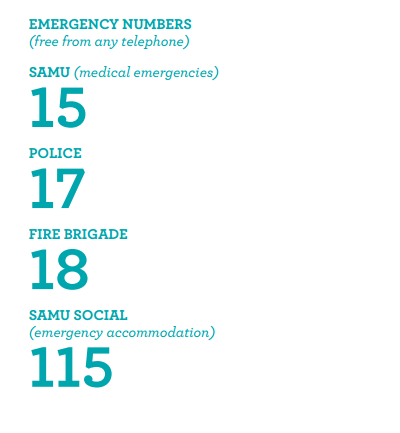 EMERGENCY NUMBERS
(free from any telephone)
SAMU (medical emergencies)
15
POLICE
17
FIRE BRIGADE
18
SAMU SOCIAL
(emergency accommodation)
115